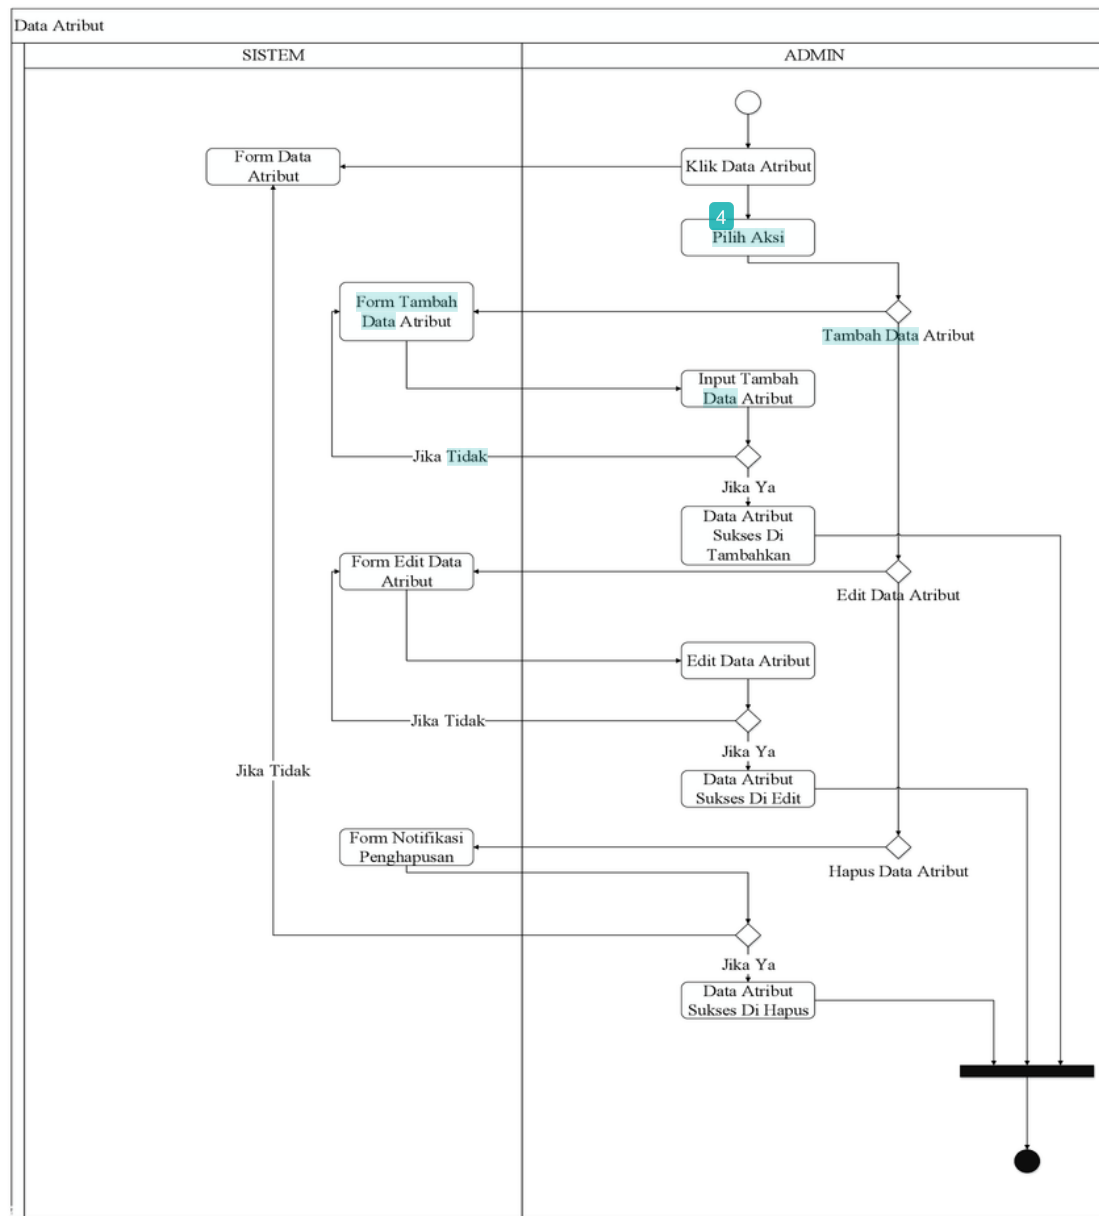 Data Atribut
SISTEM
ADMIN
Form Data
Atribut
Klik Data Atribut
4
Pilih Aksi
Form Tambah
Data Atribut
Tambah Data Atribut
Input Tambah
Data Atribut
Jika Tidak
Jika Ya
Data Atribut
Sukses Di
Tambahkan
Form Edit Data
Atribut
Edit Data Atribut
Edit Data Atribut
Jika Tidak
Jika Ya
Jika Tidak
Data Atribut
Sukses Di Edit
Form Notifikasi
Penghapusan
Hapus Data Atribut
Jika Ya
Data Atribut
Sukses Di Hapus